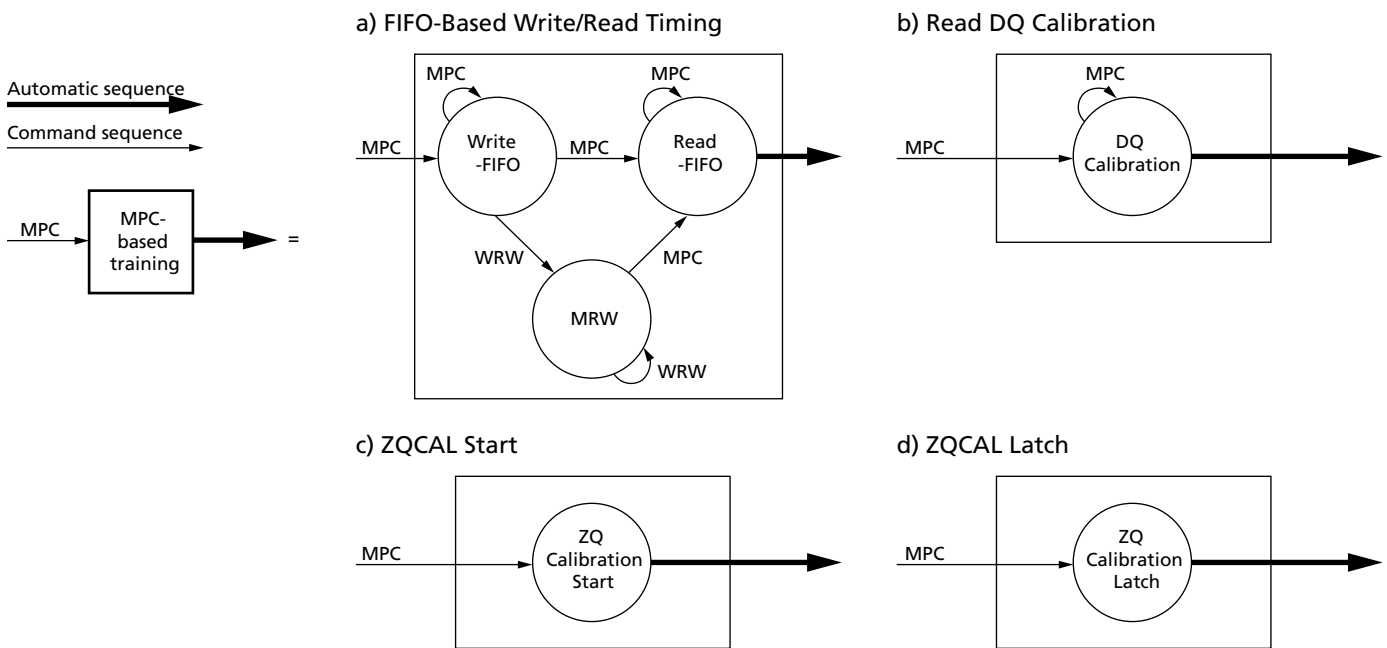 a) FIFO-Based Write/Read Timing
b) Read DQ Calibration
Automatic sequence
Command sequence
MPC
MPC-
based
training
=
MPC
MPC
Write
-FIFO
MPC
MPC
Read
-FIFO
WRW
MPC
MRW
WRW
MPC
MPC
DQ
Calibration
c) ZQCAL Start
d) ZQCAL Latch
MPC
ZQ
Calibration
Start
MPC
ZQ
Calibration
Latch